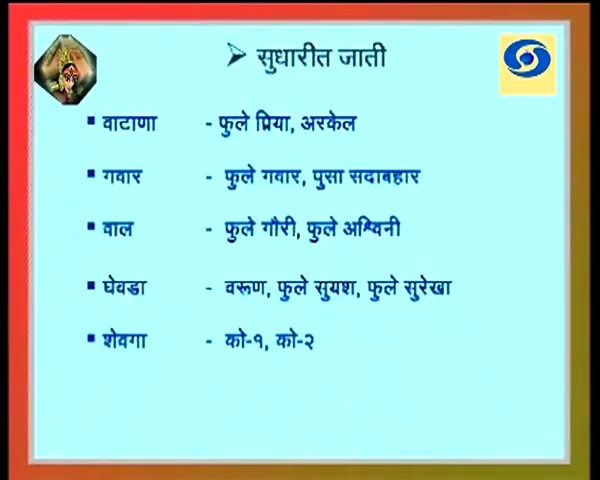 ➢ सुधारीत जाती
▪ वाटाणा - फुले प्रिया, अरकेल
▪ गवार - फुले गवार, पुसा सदाबहार
▪ वाल - फुले गौरी, फुले अश्विनी
▪ घेवडा - वरूण, फुले सुयश, फुले सुरेखा
▪ शेवगा - को-१, को-२